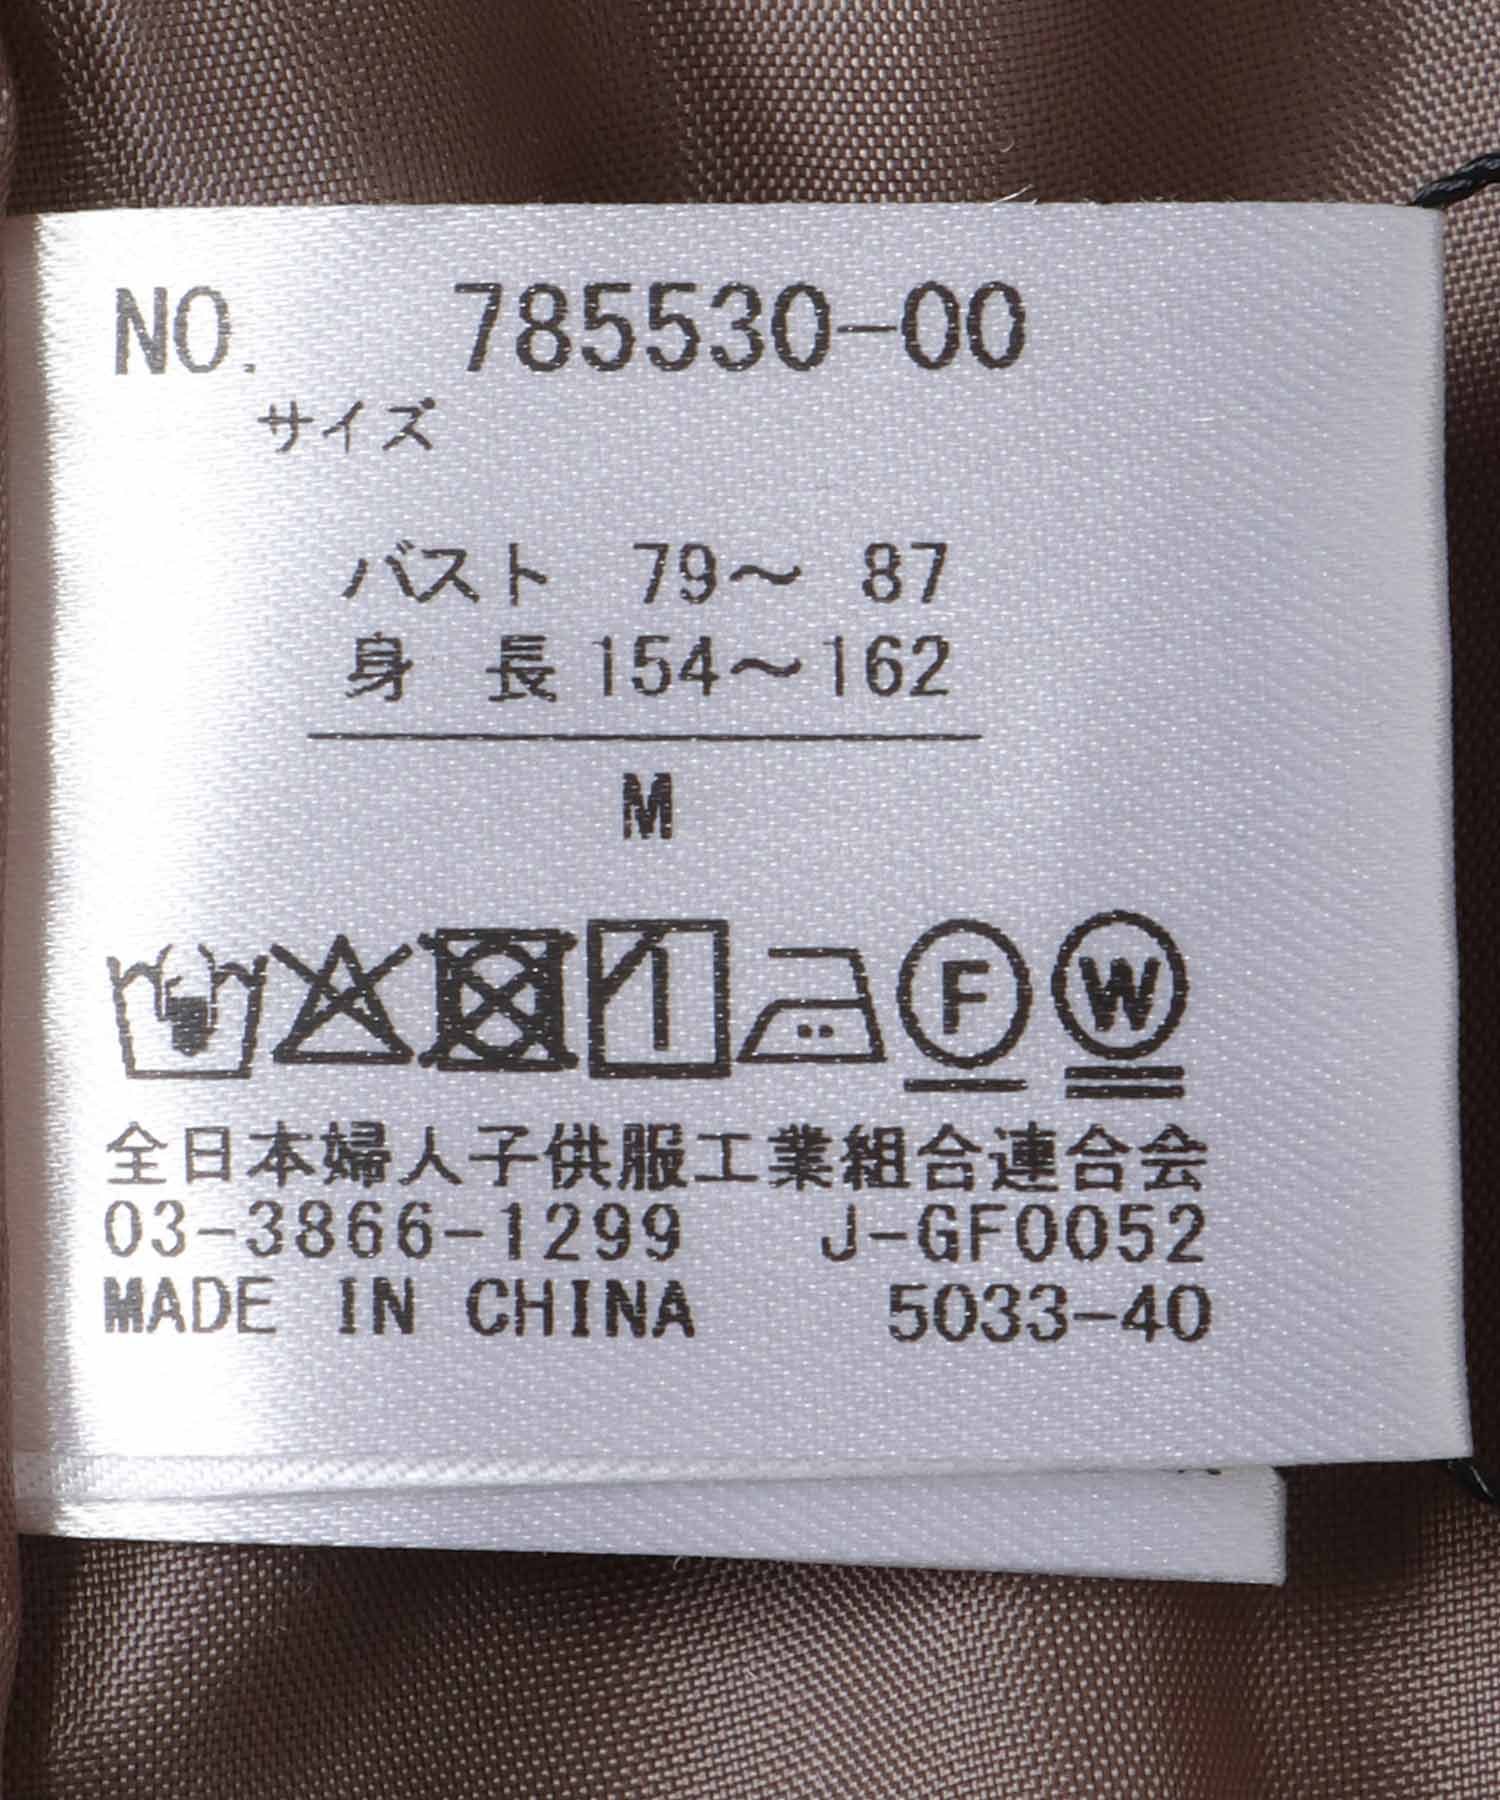 NO. 785530-00
サイズ
バスト 79〜 87
身 長 154〜162
M
F W
全日本婦人子供服工業組合連合会
03-3866-1299 J-GF0052
MADE IN CHINA 5033-40